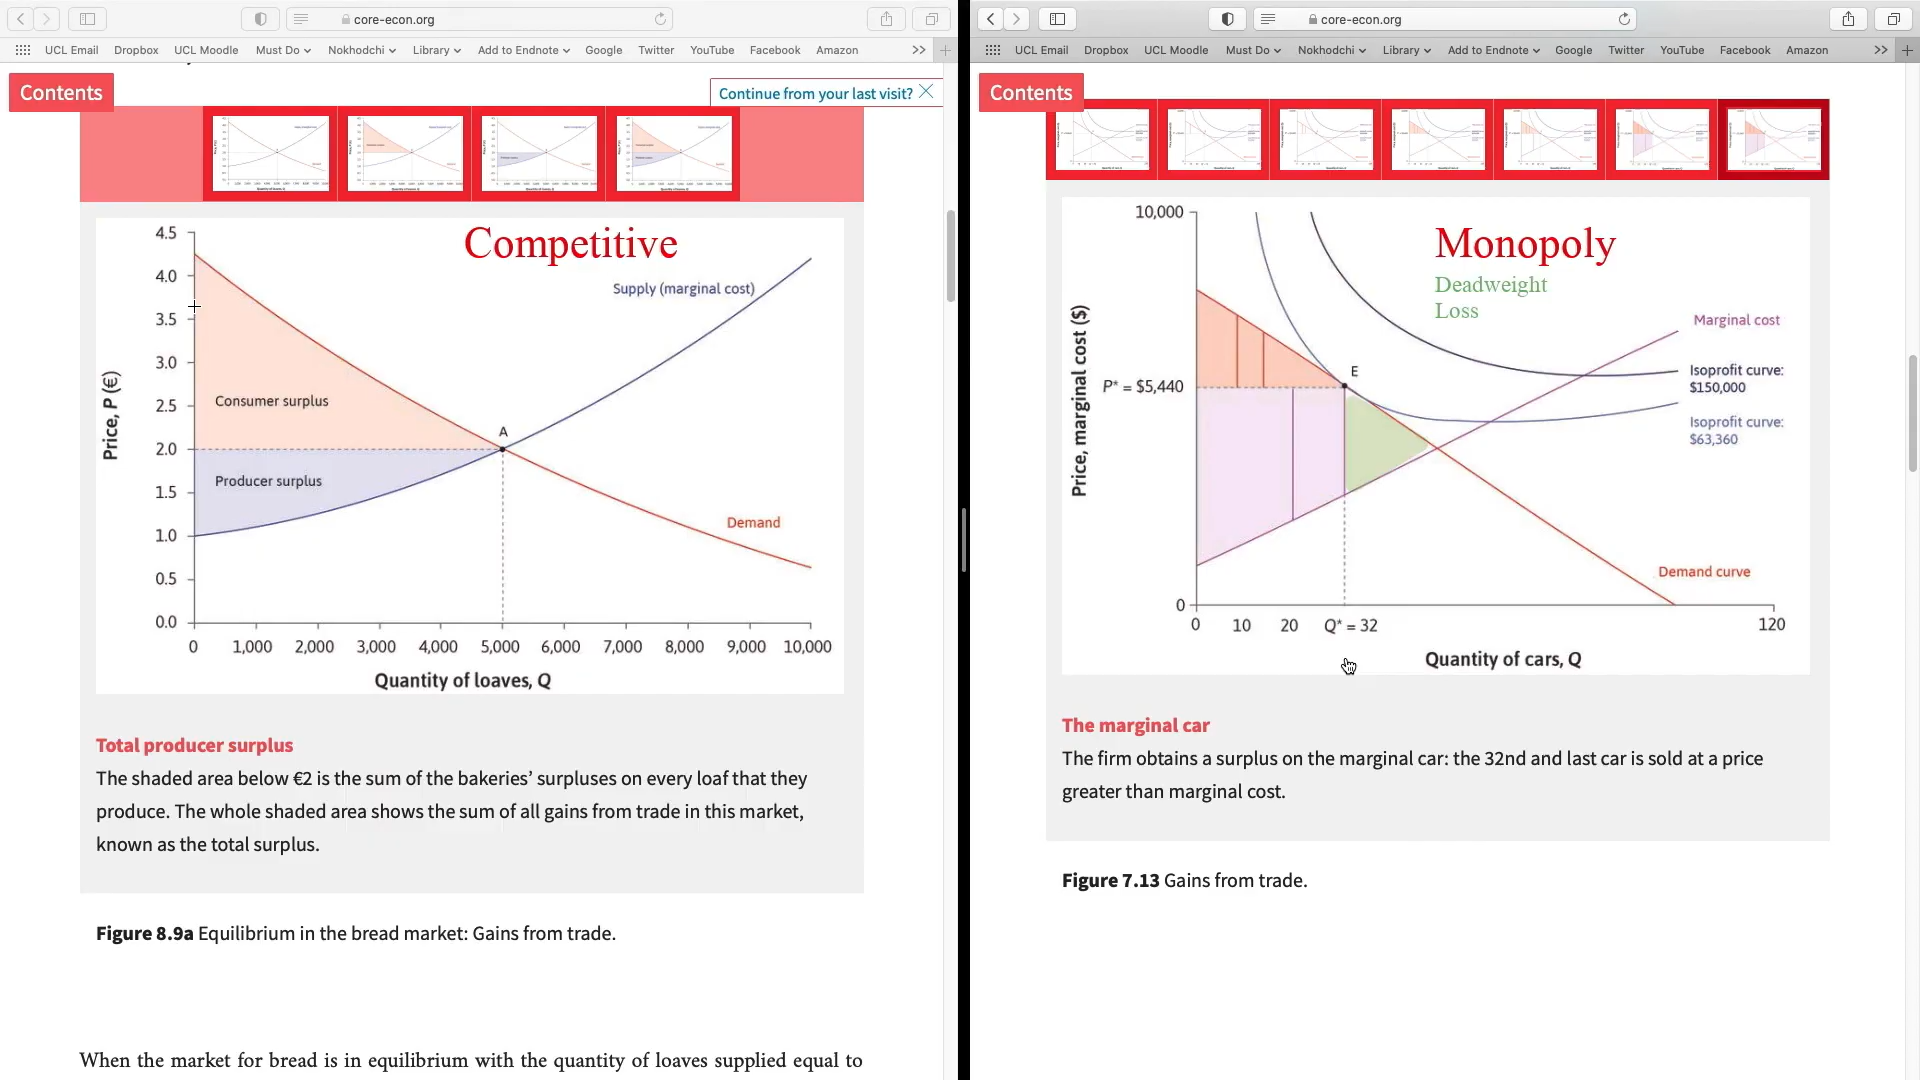 core-econ.org
UCL Email Dropbox UCL Moodle Must Do Nokhodchi Library Add to Endnote Google Twitter YouTube Facebook Amazon >>
Contents
Continue from your last visit?
4.5
4.0
3.5
3.0
2.5
2.0
1.5
1.0
0.5
0.0
Price, P (€)
Competitive
Supply (marginal cost)
Consumer surplus
A
Producer surplus
Demand
0 1,000 2,000 3,000 4,000 5,000 6,000 7,000 8,000 9,000 10,000
Quantity of loaves, Q
Total producer surplus
The shaded area below €2 is the sum of the bakeries’ surpluses on every loaf that they
produce. The whole shaded area shows the sum of all gains from trade in this market,
known as the total surplus.
Figure 8.9a Equilibrium in the bread market: Gains from trade.
When the market for bread is in equilibrium with the quantity of loaves supplied equal to
core-econ.org
UCL Email Dropbox UCL Moodle Must Do Nokhodchi Library Add to Endnote Google Twitter YouTube Facebook Amazon >>
Contents
10,000
Monopoly
Deadweight
Loss
Price, marginal cost ($)
Marginal cost
E
P* = $5,440
Isoprofit curve:
$150,000
Isoprofit curve:
$63,360
Demand curve
0
0 10 20 Q* = 32 120
Quantity of cars, Q
The marginal car
The firm obtains a surplus on the marginal car: the 32nd and last car is sold at a price
greater than marginal cost.
Figure 7.13 Gains from trade.